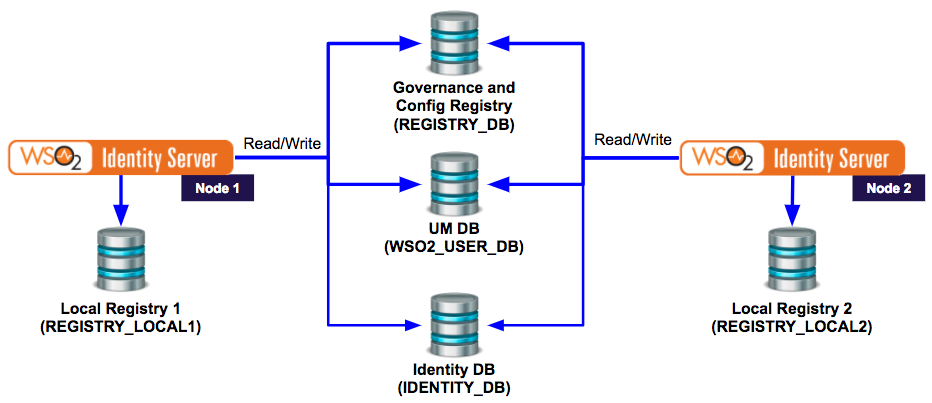 Governance and
Config Registry
(REGISTRY_DB)
Read/Write
Read/Write
WSO2 Identity Server
Node 1
WSO2 Identity Server
Node 2
UM DB
(WSO2_USER_DB)
Local Registry 1
(REGISTRY_LOCAL1)
Local Registry 2
(REGISTRY_LOCAL2)
Identity DB
(IDENTITY_DB)